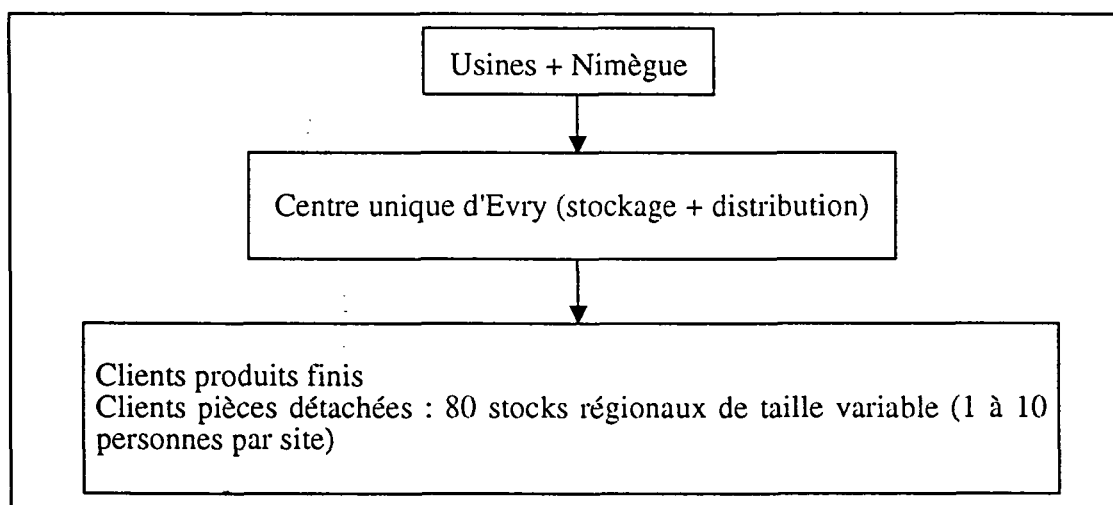 Usines + Nimègue
Centre unique d'Evry (stockage + distribution)
Clients produits finis
Clients pièces détachées : 80 stocks régionaux de taille variable (1 à 10
personnes par site)